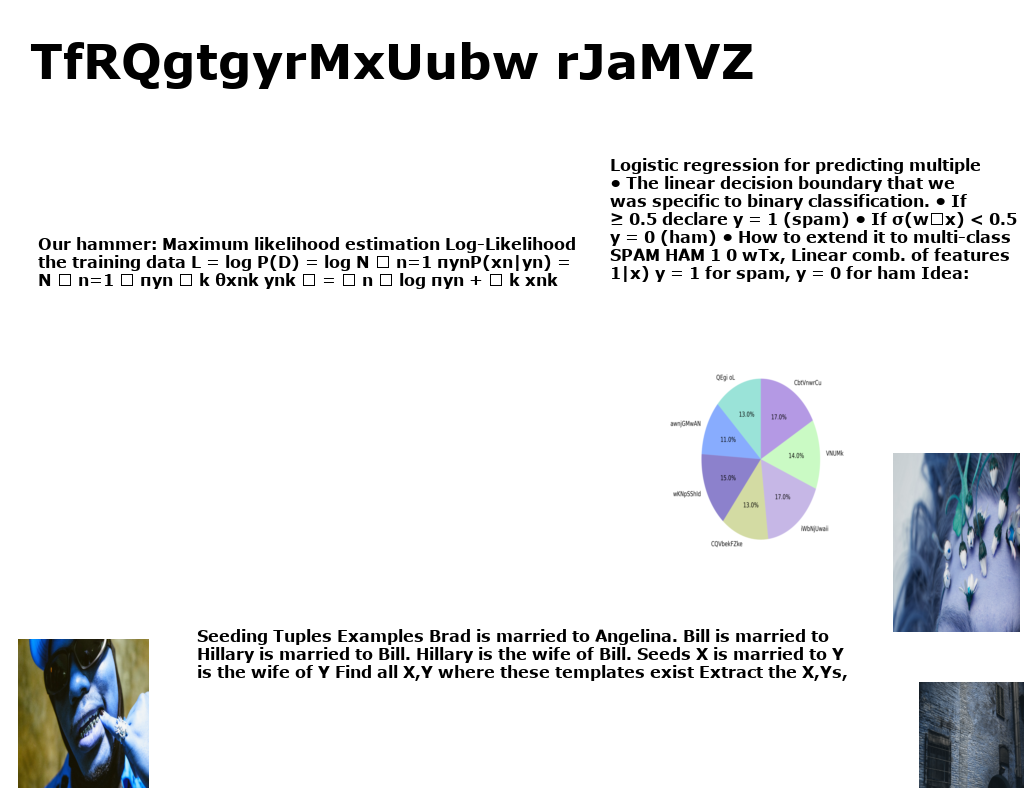 TfRQgtgyrMxUubw rJaMVZ
Our hammer: Maximum likelihood estimation Log-Likelihood
the training data L = log P(D) = log N □ n=1 πynP(xn|yn) =
N □ n=1 □ πyn □ k θxnk ynk □ = □ n □ log πyn + □ k xnk
Logistic regression for predicting multiple
● The linear decision boundary that we
was specific to binary classification. ● If
≥ 0.5 declare y = 1 (spam) ● If σ(w□x) < 0.5
y = 0 (ham) ● How to extend it to multi-class
SPAM HAM 1 0 wTx, Linear comb. of features
1|x) y = 1 for spam, y = 0 for ham Idea:
QEgi oL
CbtVnwrCu
13.0%
17.0%
awnjGMwAN
11.0%
14.0%
VNUMk
15.0%
wKNpSShld
17.0%
13.0%
iWbNjUwaii
CQVbekFZke
Seeding Tuples Examples Brad is married to Angelina. Bill is married to
Hillary is married to Bill. Hillary is the wife of Bill. Seeds X is married to Y
is the wife of Y Find all X,Y where these templates exist Extract the X,Ys,